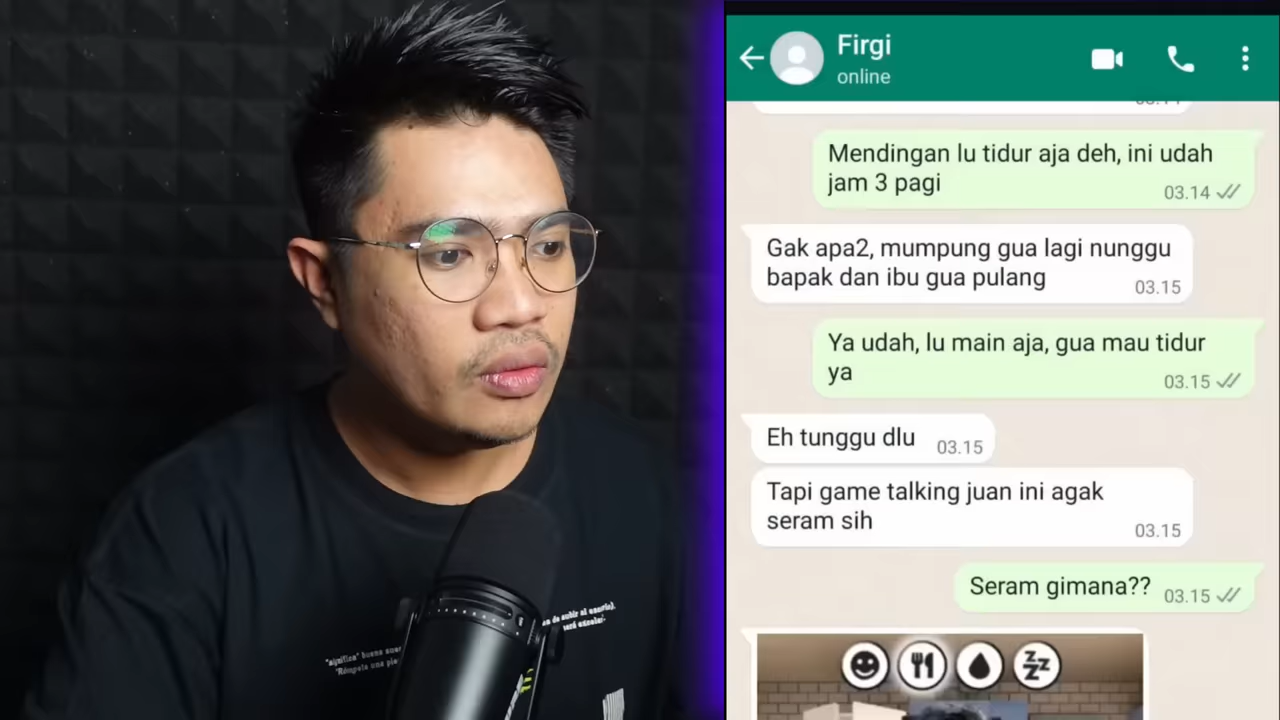 Firgi
online
Mendingan lu tidur aja deh, ini udah
jam 3 pagi
03.14
Gak apa2, mumpung gua lagi nunggu
bapak dan ibu gua pulang
03.15
Ya udah, lu main aja, gua mau tidur
ya
03.15
Eh tunggu dlu
03.15
Tapi game talking juan ini agak
seram sih
03.15
Seram gimana??
03.15